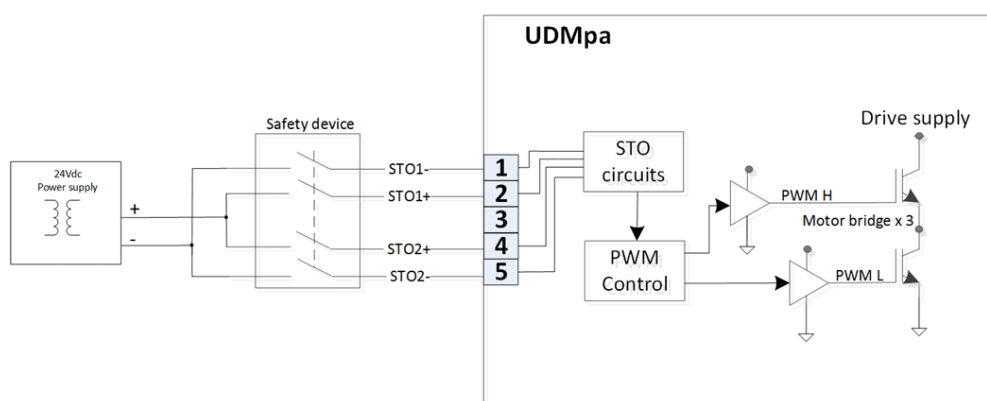 UDMpa
Safety device
24Vdc
Power supply
+
-
STO1-
STO1+
STO2+
STO2-
1
2
3
4
5
STO
circuits
PWM
Control
PWM H
PWM L
Drive supply
Motor bridge x 3